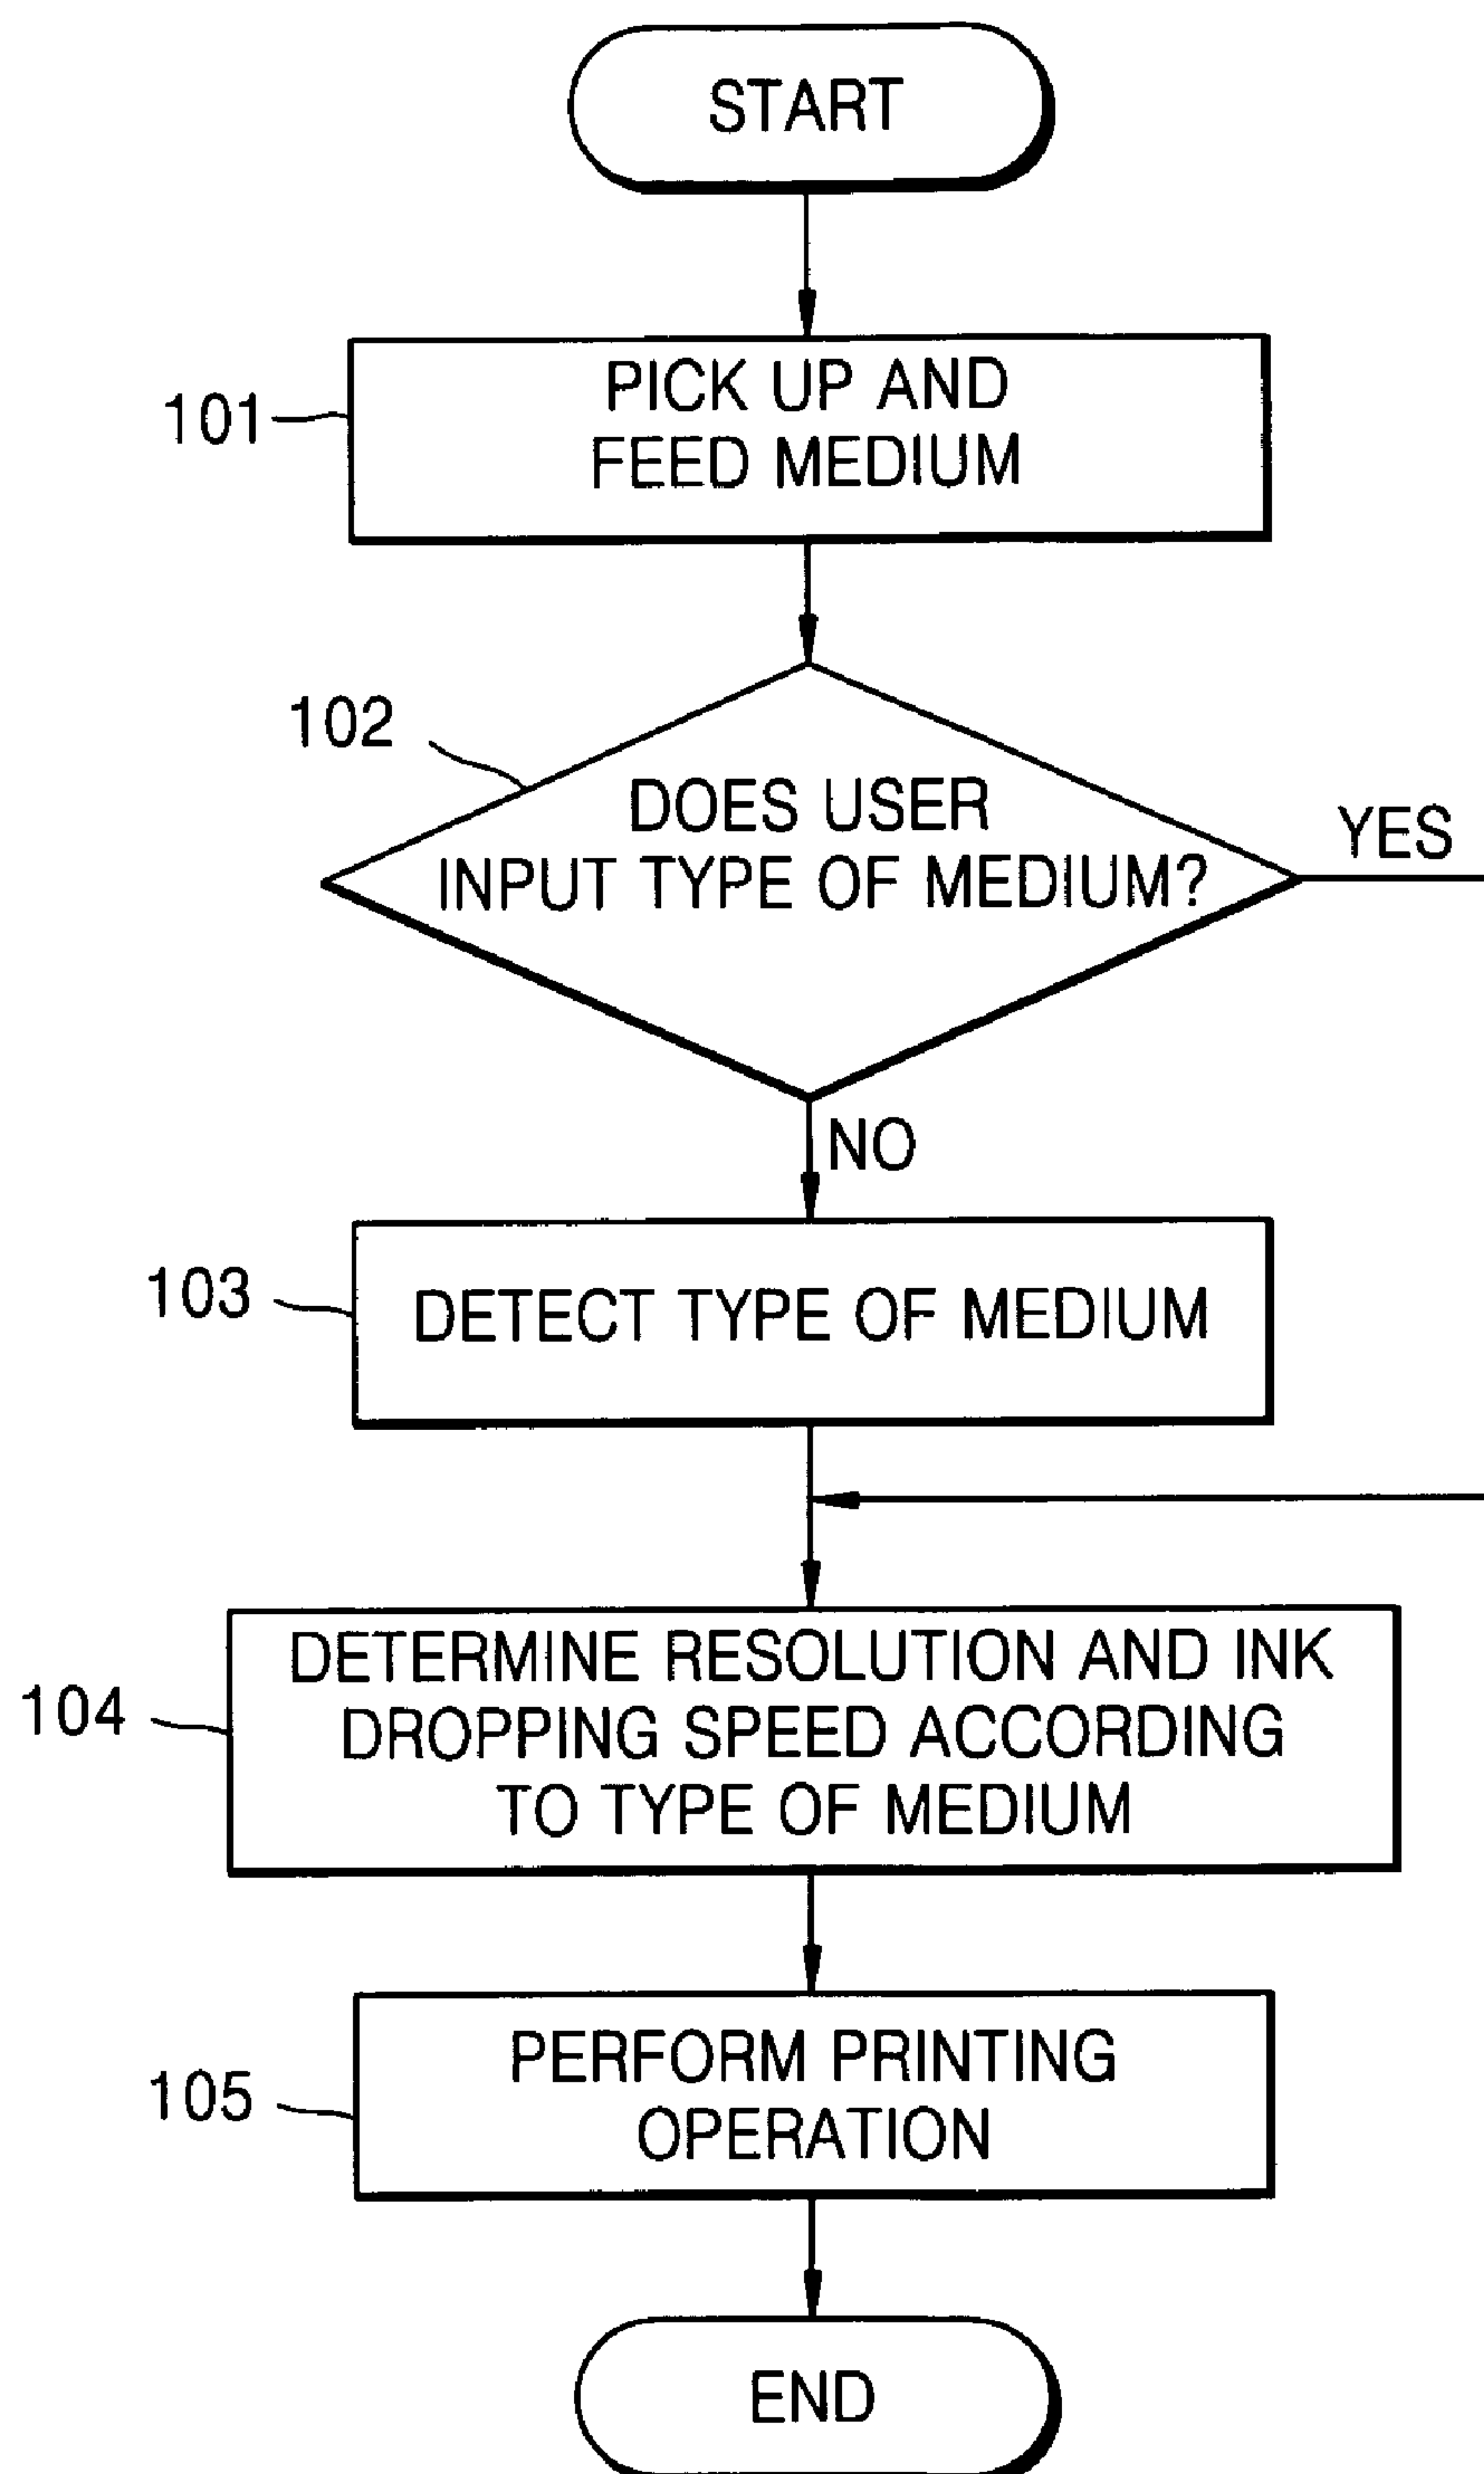 START
101
PICK UP AND
FEED MEDIUM
102
DOES USER
INPUT TYPE OF MEDIUM?
YES
NO
103
DETECT TYPE OF MEDIUM
104
DETERMINE RESOLUTION AND INK
DROPPING SPEED ACCORDING
TO TYPE OF MEDIUM
105
PERFORM PRINTING
OPERATION
END